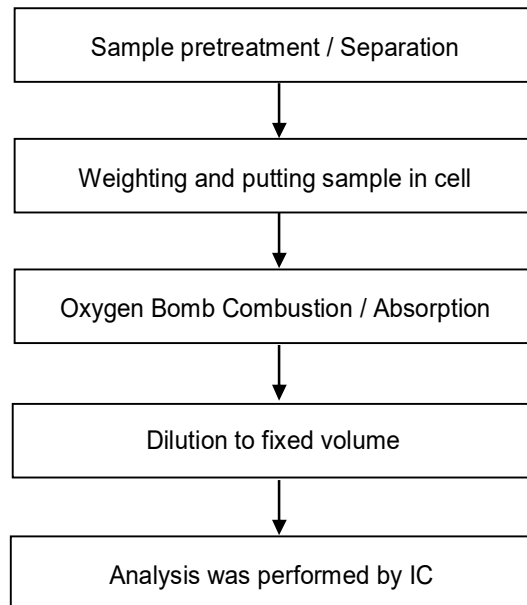 Sample pretreatment / Separation
Weighting and putting sample in cell
Oxygen Bomb Combustion / Absorption
Dilution to fixed volume
Analysis was performed by IC